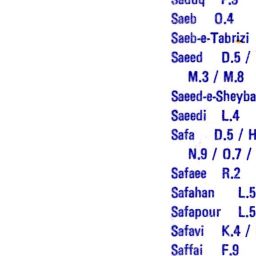 Saeb O.4
Saeb-e-Tabrizi
Saeed D.5 /
M.3 / M.8
Saeed-e-Sheyba
Saeedi L.4
Safa D.5 / H
N.9 / O.7 /
Safaee R.2
Safahan L.5
Safapour L.5
Safavi K.4 /
Saffai F.9